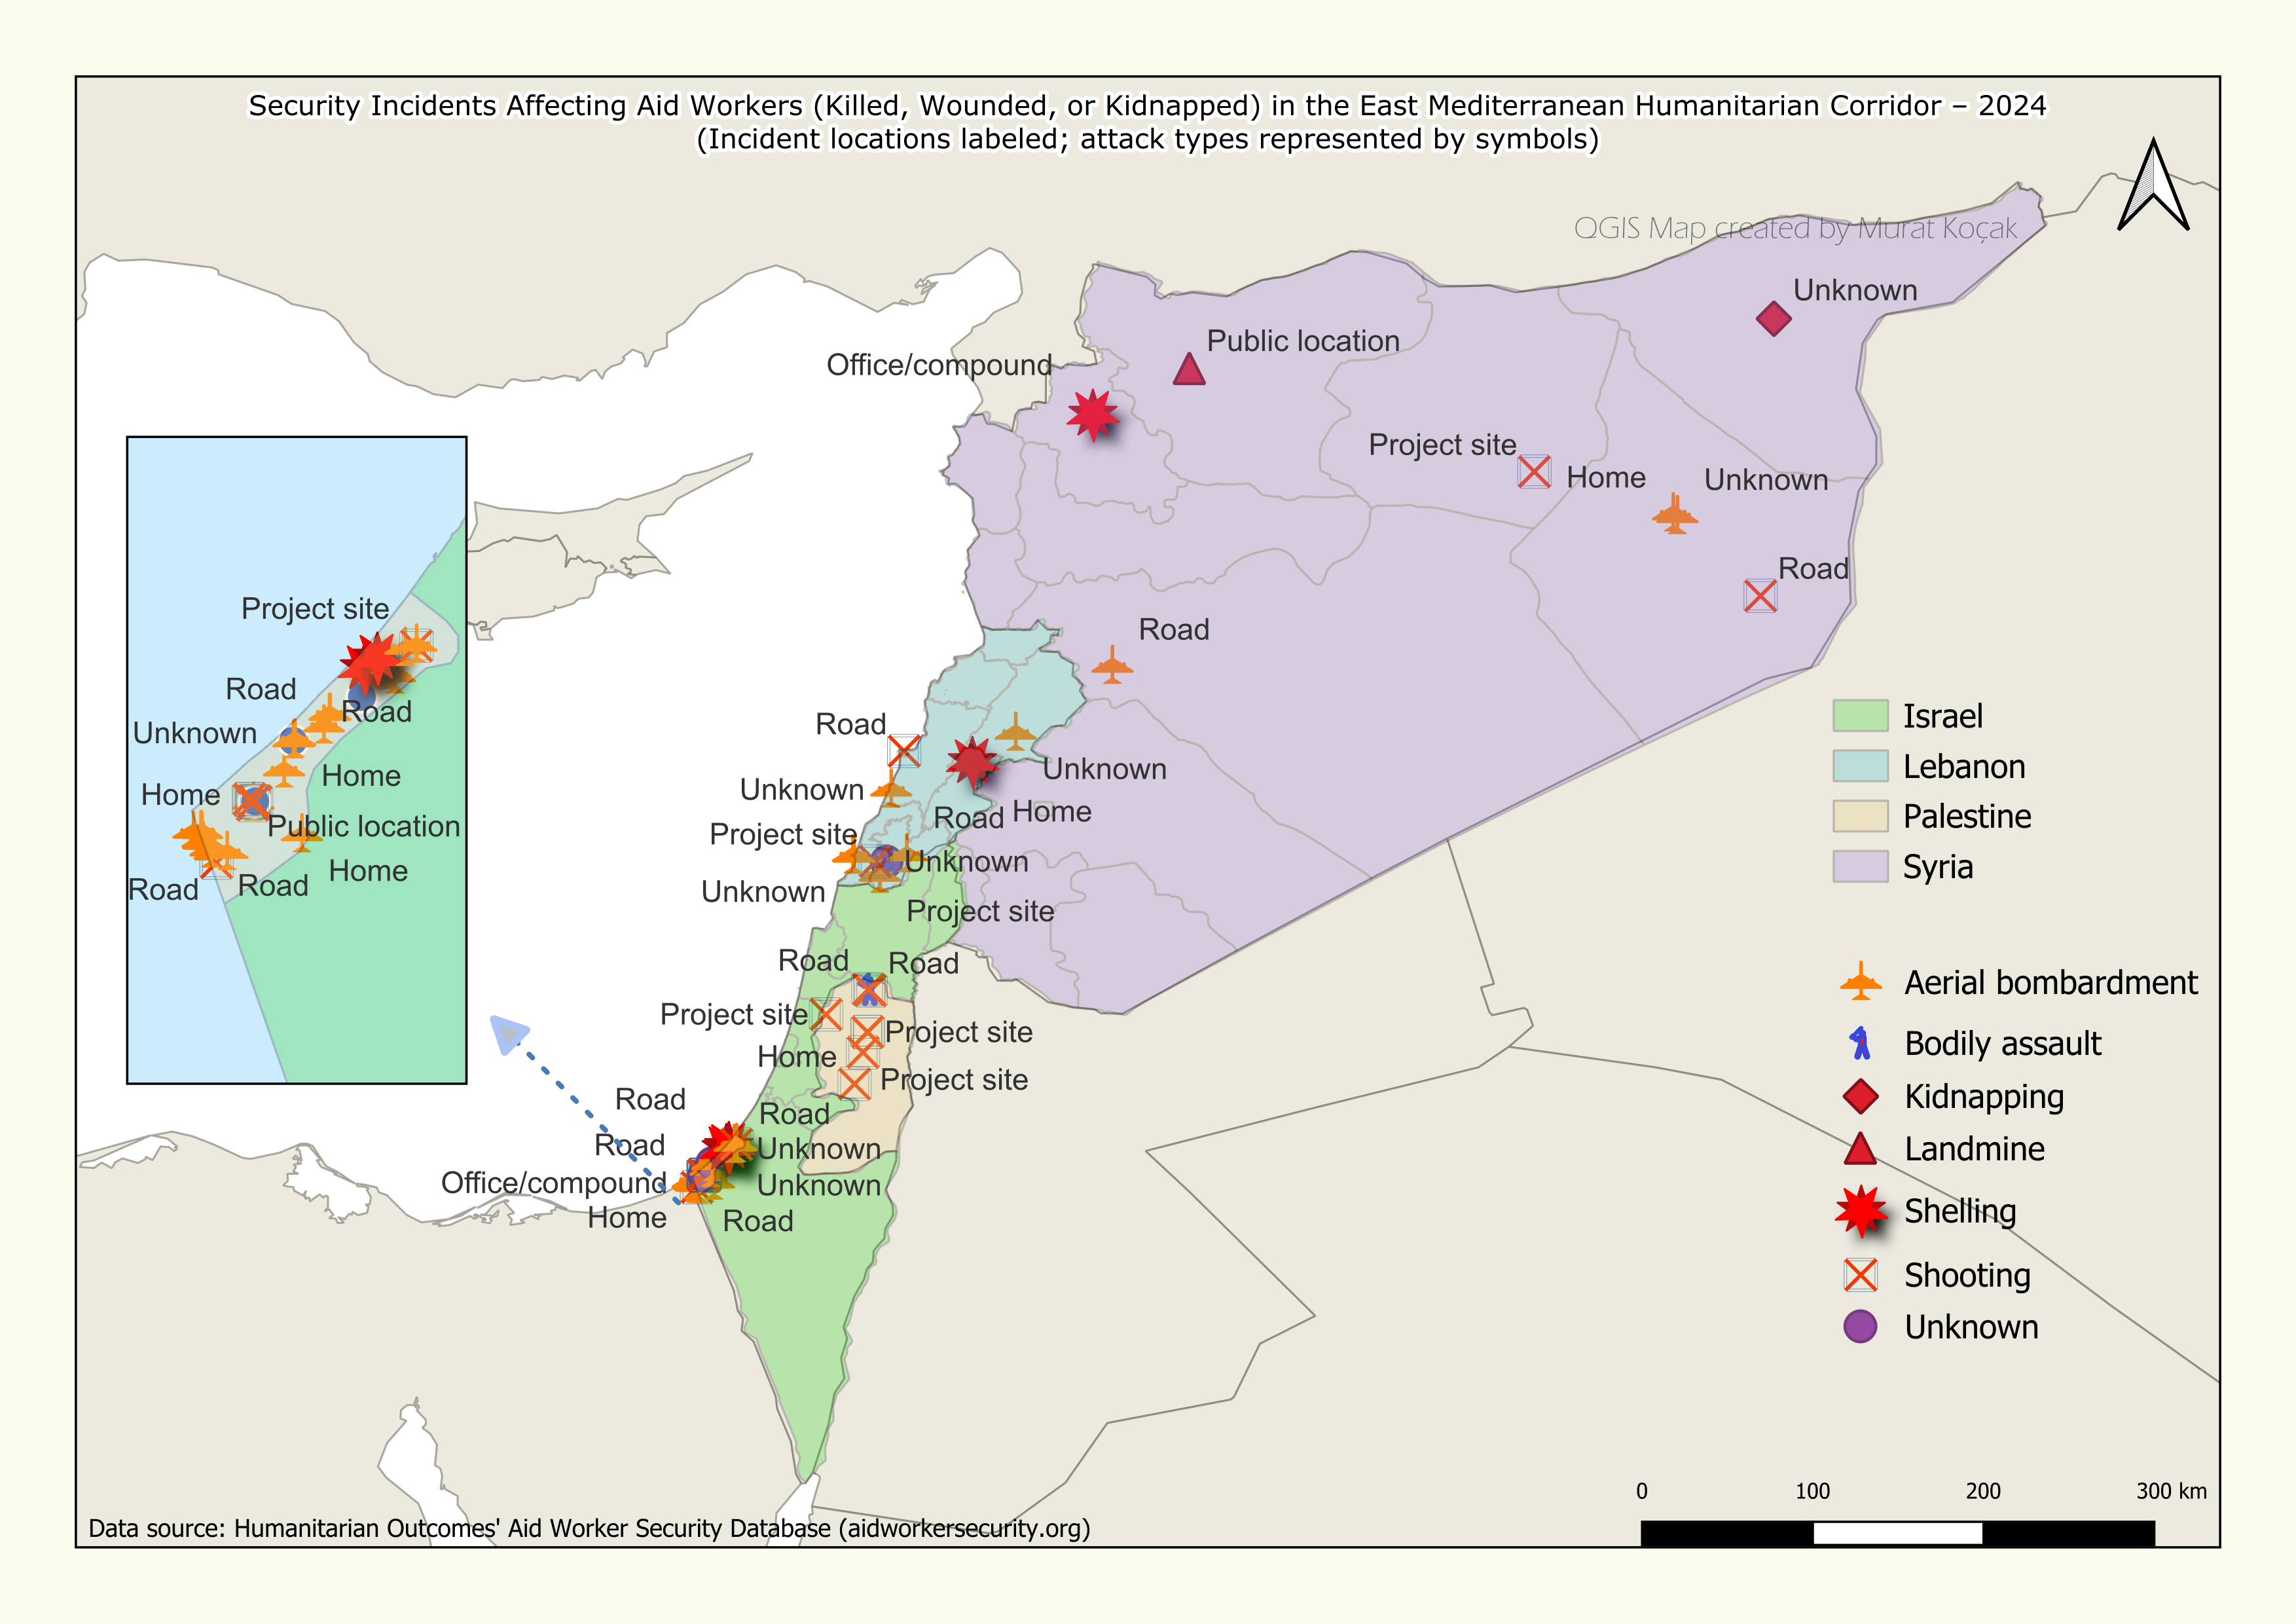 Security Incidents Affecting Aid Workers (Killed, Wounded, or Kidnapped) in the East Mediterranean Humanitarian Corridor – 2024
(Incident locations labeled; attack types represented by symbols)
QGIS Map created by Murat Koçak
Unknown
Public location
Office/compound
Project site
Home
Unknown
Road
Road
Project site
Road
Road
Unknown
Home
Home
Public location
Home
Road
Road
Road
Unknown
Unknown
Home
Road
Project site
Unknown
Unknown
Project site
Road
Road
Project site
Project site
Home
Project site
Road
Road
Road
Unknown
Office/compound
Unknown
Home
Road
Israel
Lebanon
Palestine
Syria
Aerial bombardment
Bodily assault
Kidnapping
Landmine
Shelling
Shooting
Unknown
0 100 200 300 km
Data source: Humanitarian Outcomes' Aid Worker Security Database (aidworkersecurity.org)